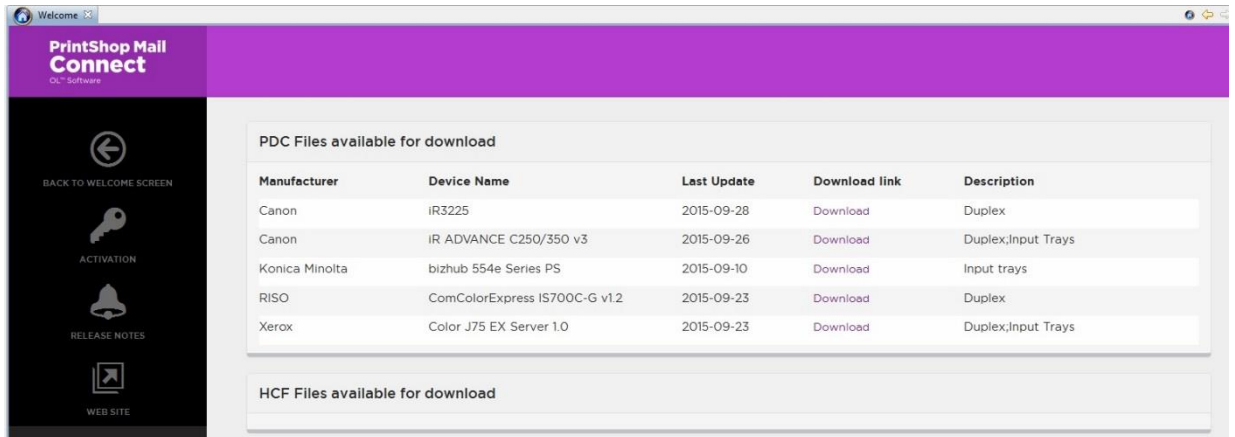 Welcome
PrintShop Mail
Connect
OL™ Software
BACK TO WELCOME SCREEN
ACTIVATION
RELEASE NOTES
WEB SITE
PDC Files available for download
Manufacturer Device Name Last Update Download link Description
Canon iR3225 2015-09-28 Download Duplex
Canon iR ADVANCE C250/350 v3 2015-09-26 Download Duplex;Input Trays
Konica Minolta bizhub 554e Series PS 2015-09-10 Download Input trays
RISO ComColorExpress IS700C-G v1.2 2015-09-23 Download Duplex
Xerox Color J75 EX Server 1.0 2015-09-23 Download Duplex;Input Trays
HCF Files available for download